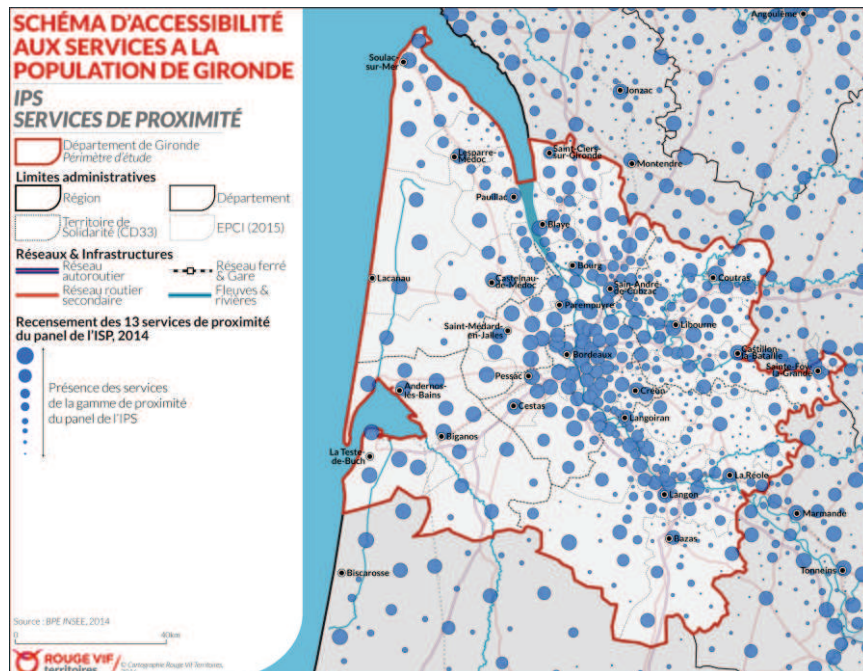 SCHÉMA D'ACCESSIBILITÉ
AUX SERVICES A LA
POPULATION DE GIRONDE
IPS
SERVICES DE PROXIMITÉ
Département de Gironde
Périmètre d'étude
Limites administratives
Région
Département
Territoire de
Solidarité (CD33)
EPCI (2015)
Réseaux & Infrastructures
Réseau
autoroutier
Réseau ferré
& Gare
Réseau routier
secondaire
Fleuves &
rivières
Recensement des 13 services de proximité
du panel de l'ISP, 2014
Présence des services
de la gamme de proximité
du panel de l'IPS
Source : BPE INSEE, 2014
0
40km
ROUGE VIF/
territoires
© Cartographie Rouge Vif Territoires,
Angoulème
Soulac-
sur-Mer
Jonzac
Lesparre-
Médoc
Saint-Ciers-
sur-Gironde
Montendre
Pauillac
Blaye
Bourg
Lacanau
Castelnau-
de-Médoc
Coutras
Sain-André-
de-Cubzac
Parempuyre
Saint-Médard-
en-Jalles
Libourne
Bordeaux
Castillon-
la-Bataille
Sainte-Foy-
la-Grande
Pessac
Andernos-
les-Bains
Créon
Cestas
Langoiran
Biganos
La Teste-
de-Buch
La Réole
Langon
Marmande
Bazas
Biscarosse
Tonneins